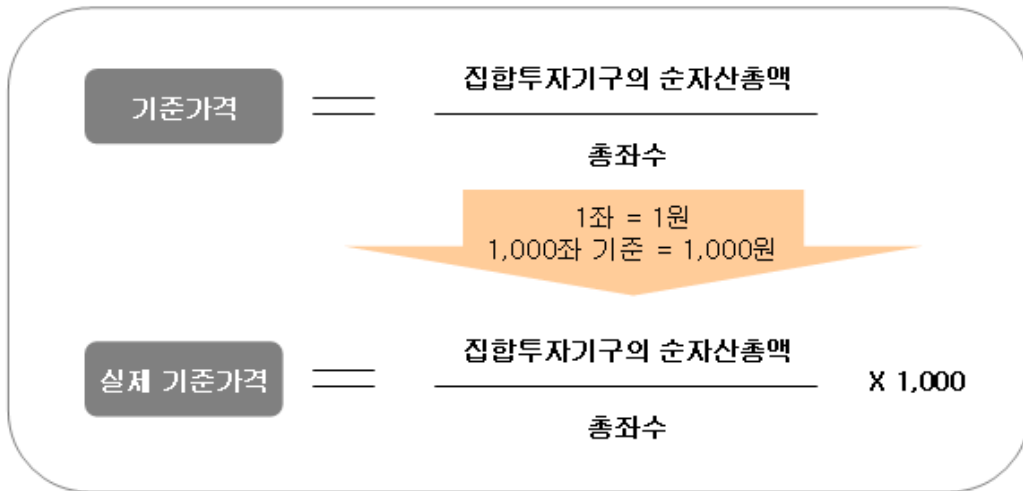 집합투자기구의 순자산총액
기준가격
총좌수
1좌 = 1원
1,000좌 기준 = 1,000원
집합투자기구의 순자산총액
실제 기준가격
X 1,000
총좌수